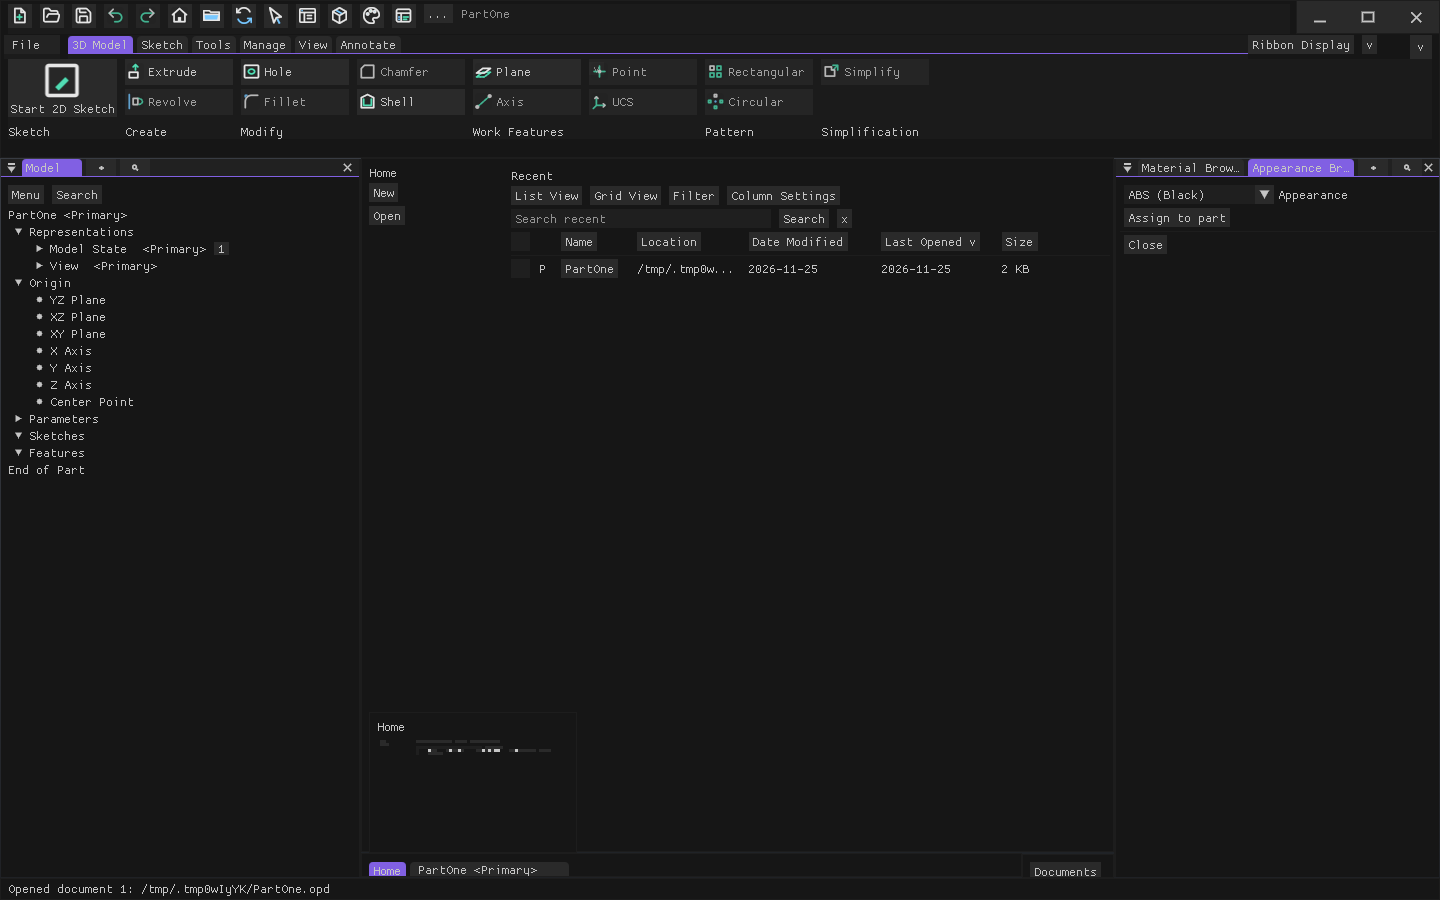 ... PartOne
File 3D Model Sketch Tools Manage View Annotate Ribbon Display v v
Extrude Hole Chamfer Plane Point Rectangular Simplify
Start 2D Sketch Revolve Fillet Shell Axis UCS Circular
Sketch Create Modify Work Features Pattern Simplification
Model
Menu Search
PartOne <Primary>
Representations
Model State <Primary> 1
View <Primary>
Origin
YZ Plane
XZ Plane
XY Plane
X Axis
Y Axis
Z Axis
Center Point
Parameters
Sketches
Features
End of Part
Home
New
Open
Recent
List View Grid View Filter Column Settings
Search recent Search x
Name Location Date Modified Last Opened v Size
P PartOne /tmp/.tmp0w... 2026-11-25 2026-11-25 2 KB
Home
Home PartOne <Primary> Documents
Material Brow… Appearance Br…
ABS (Black) Appearance
Assign to part
Close
Opened document 1: /tmp/.tmp0wIyYK/PartOne.opd